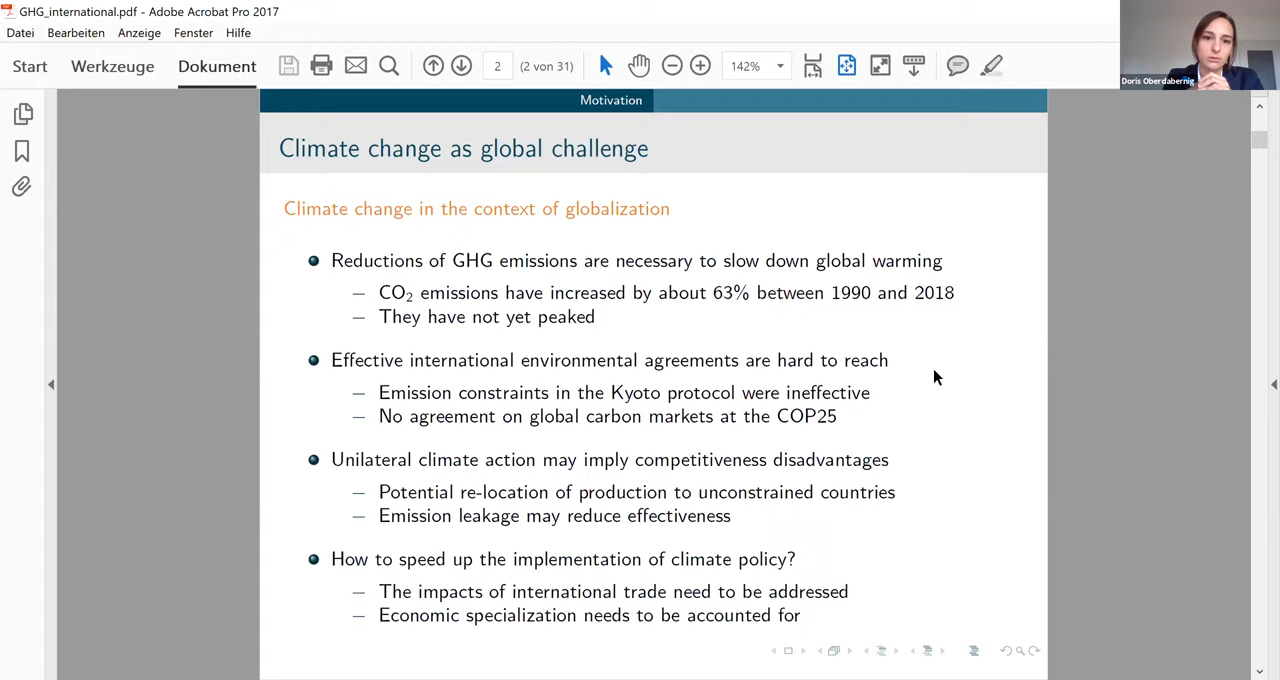 GHG_international.pdf - Adobe Acrobat Pro 2017
Datei Bearbeiten Anzeige Fenster Hilfe
Start Werkzeuge Dokument 2 (2 von 31) 142%
Doris Oberdabernig
Motivation
Climate change as global challenge
Climate change in the context of globalization
Reductions of GHG emissions are necessary to slow down global warming
– CO₂ emissions have increased by about 63% between 1990 and 2018
– They have not yet peaked
Effective international environmental agreements are hard to reach
– Emission constraints in the Kyoto protocol were ineffective
– No agreement on global carbon markets at the COP25
Unilateral climate action may imply competitiveness disadvantages
– Potential re-location of production to unconstrained countries
– Emission leakage may reduce effectiveness
How to speed up the implementation of climate policy?
– The impacts of international trade need to be addressed
– Economic specialization needs to be accounted for